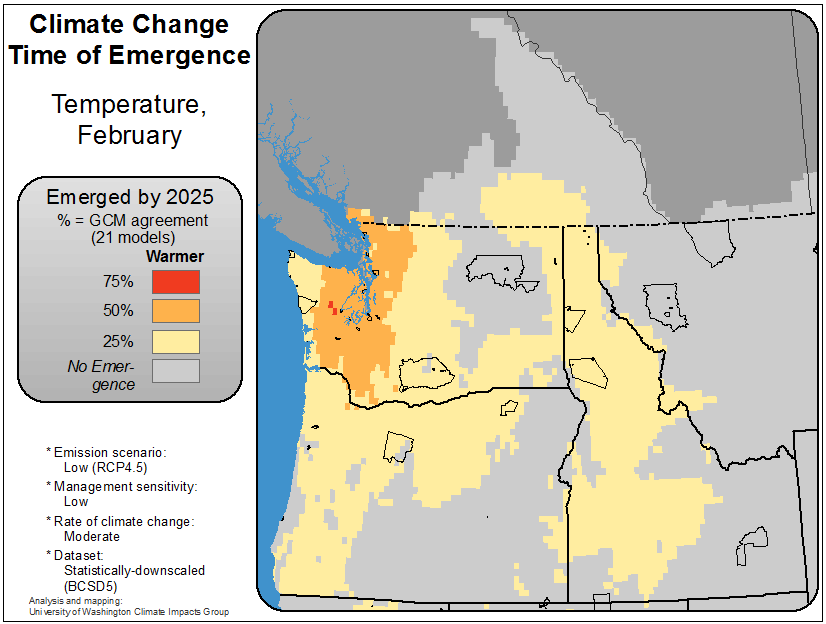 Climate Change
Time of Emergence
Temperature,
February
Emerged by 2025
% = GCM agreement
(21 models)
Warmer
75%
50%
25%
No Emer-
gence
* Emission scenario:
Low (RCP4.5)
* Management sensitivity:
Low
* Rate of climate change:
Moderate
* Dataset:
Statistically-downscaled
(BCSD5)
Analysis and mapping:
University of Washington Climate Impacts Group